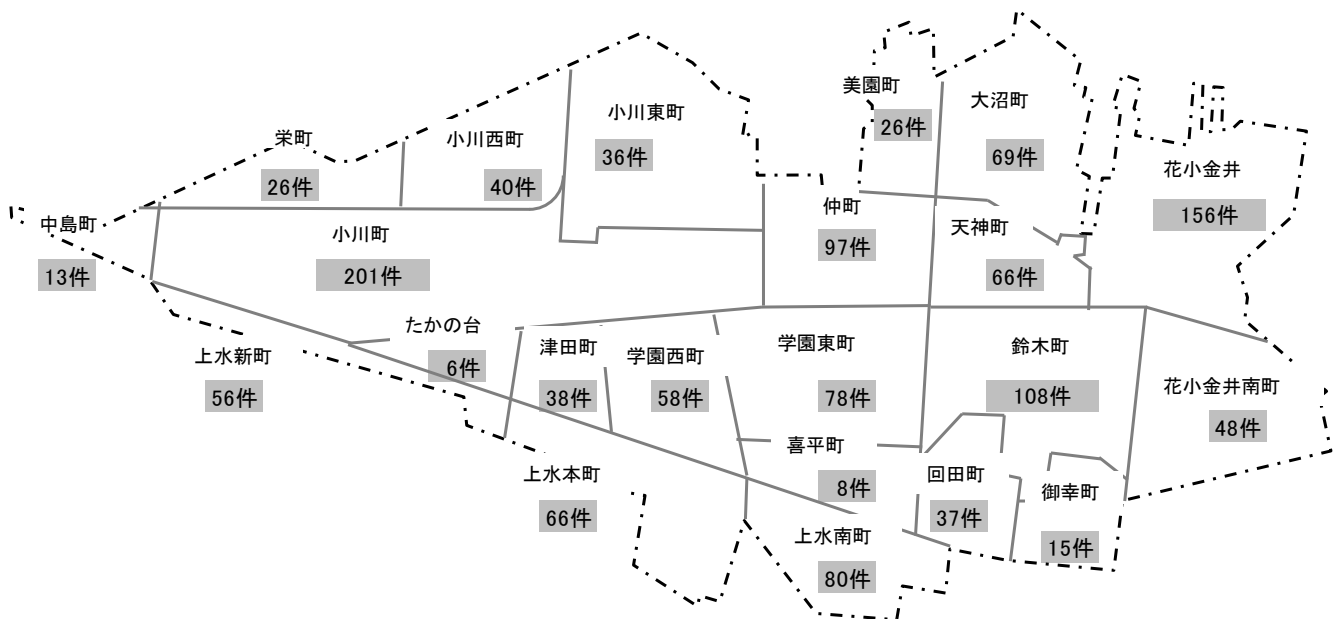 美園町
26件
大沼町
69件
小川東町
36件
栄町
26件
小川西町
40件
花小金井
156件
中島町
13件
小川町
201件
仲町
97件
天神町
66件
たかの台
6件
上水新町
56件
津田町
38件
学園西町
58件
学園東町
78件
鈴木町
108件
花小金井南町
48件
喜平町
8件
上水本町
66件
回田町
37件
御幸町
15件
上水南町
80件